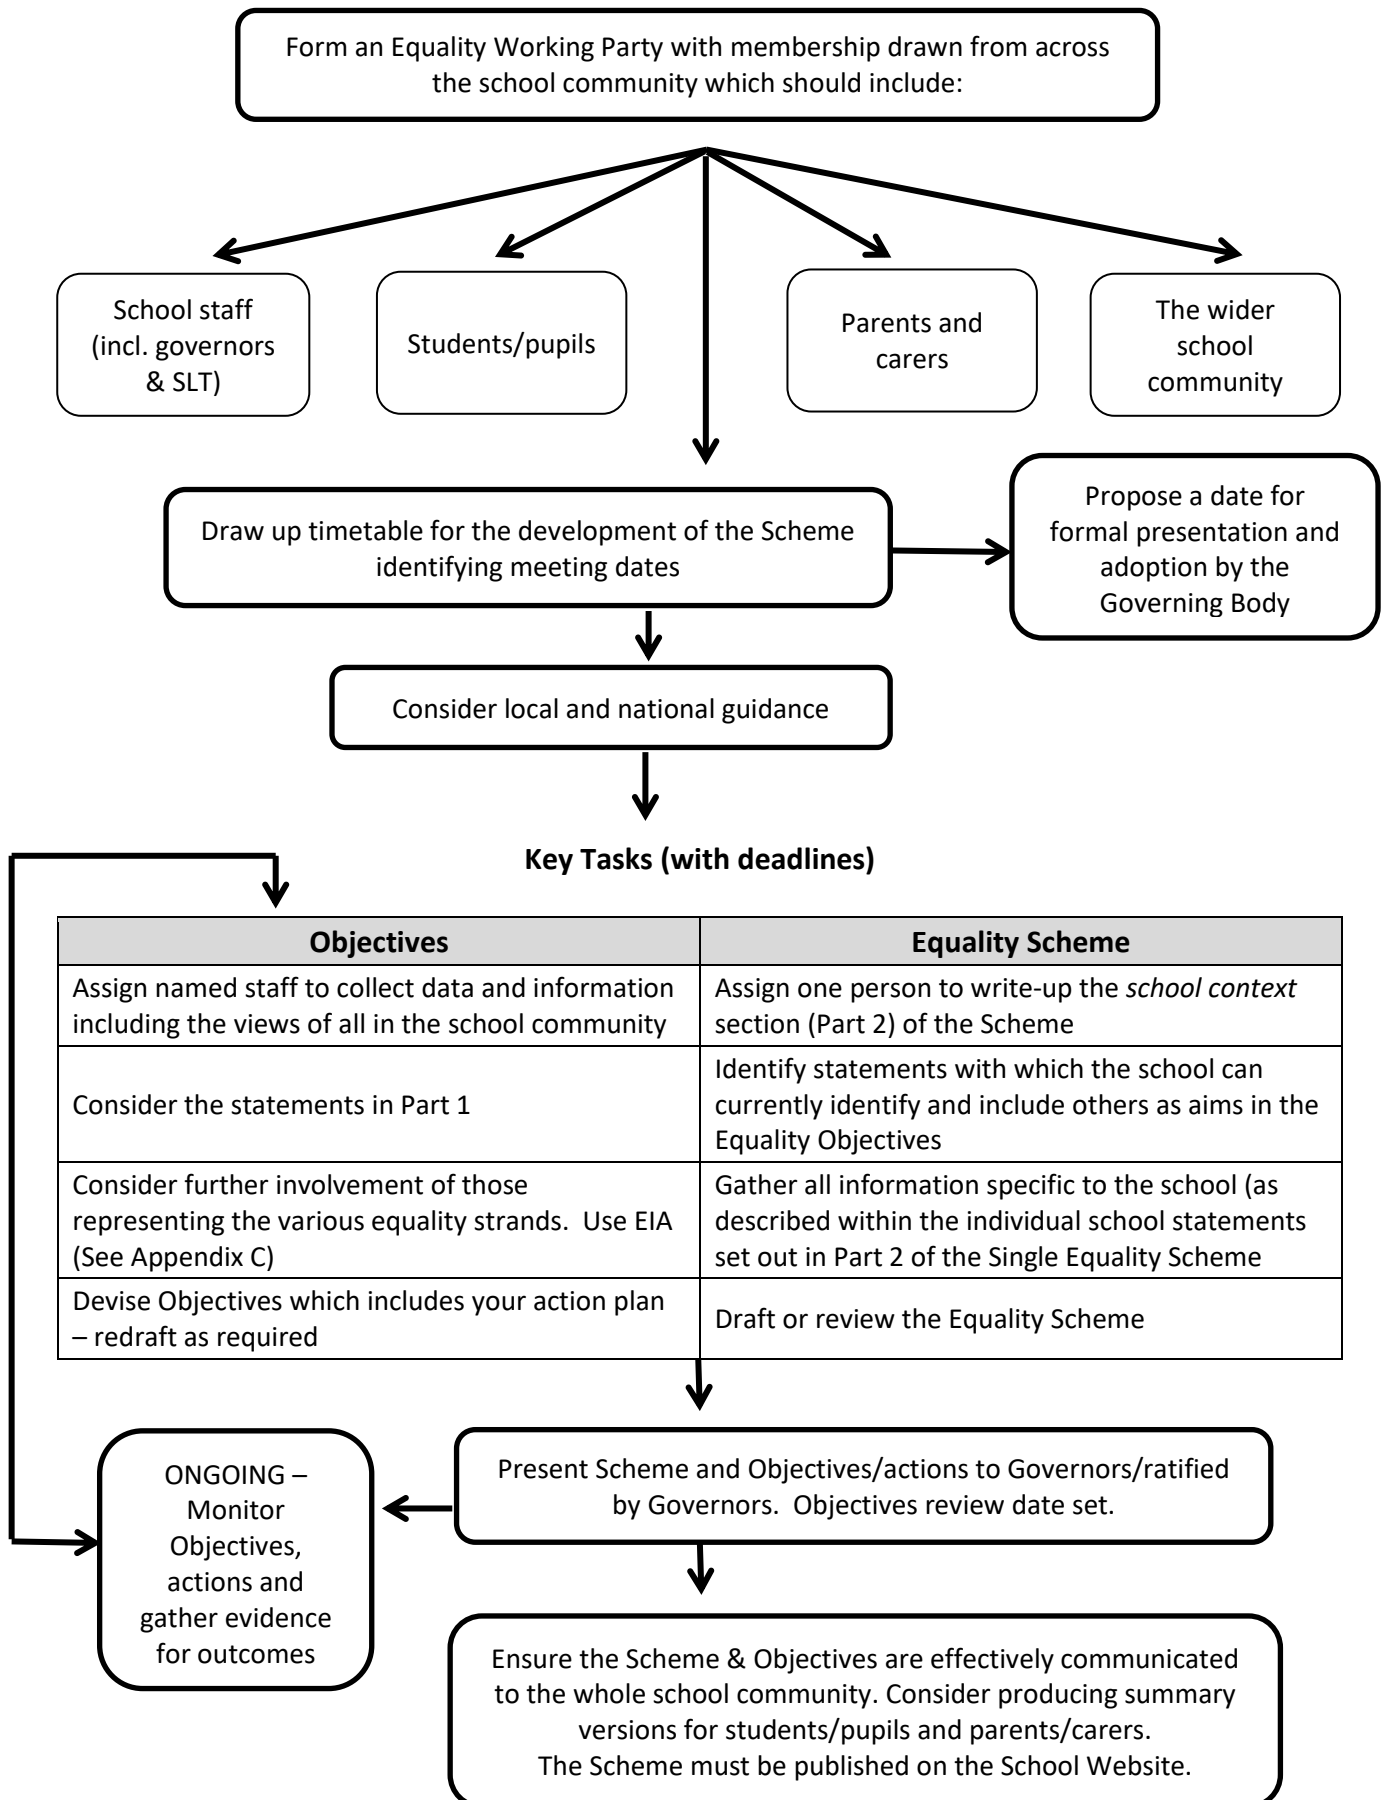 Form an Equality Working Party with membership drawn from across
the school community which should include:
School staff
(incl. governors
& SLT)
Students/pupils
Parents and
carers
The wider
school
community
Draw up timetable for the development of the Scheme
identifying meeting dates
Propose a date for
formal presentation and
adoption by the
Governing Body
Consider local and national guidance
Key Tasks (with deadlines)
Objectives
Equality Scheme
Assign named staff to collect data and information
including the views of all in the school community
Assign one person to write-up the school context
section (Part 2) of the Scheme
Consider the statements in Part 1
Identify statements with which the school can
currently identify and include others as aims in the
Equality Objectives
Consider further involvement of those
representing the various equality strands.  Use EIA
(See Appendix C)
Gather all information specific to the school (as
described within the individual school statements
set out in Part 2 of the Single Equality Scheme
Devise Objectives which includes your action plan
– redraft as required
Draft or review the Equality Scheme
ONGOING –
Monitor
Objectives,
actions and
gather evidence
for outcomes
Present Scheme and Objectives/actions to Governors/ratified
by Governors.  Objectives review date set.
Ensure the Scheme & Objectives are effectively communicated
to the whole school community. Consider producing summary
versions for students/pupils and parents/carers.
The Scheme must be published on the School Website.